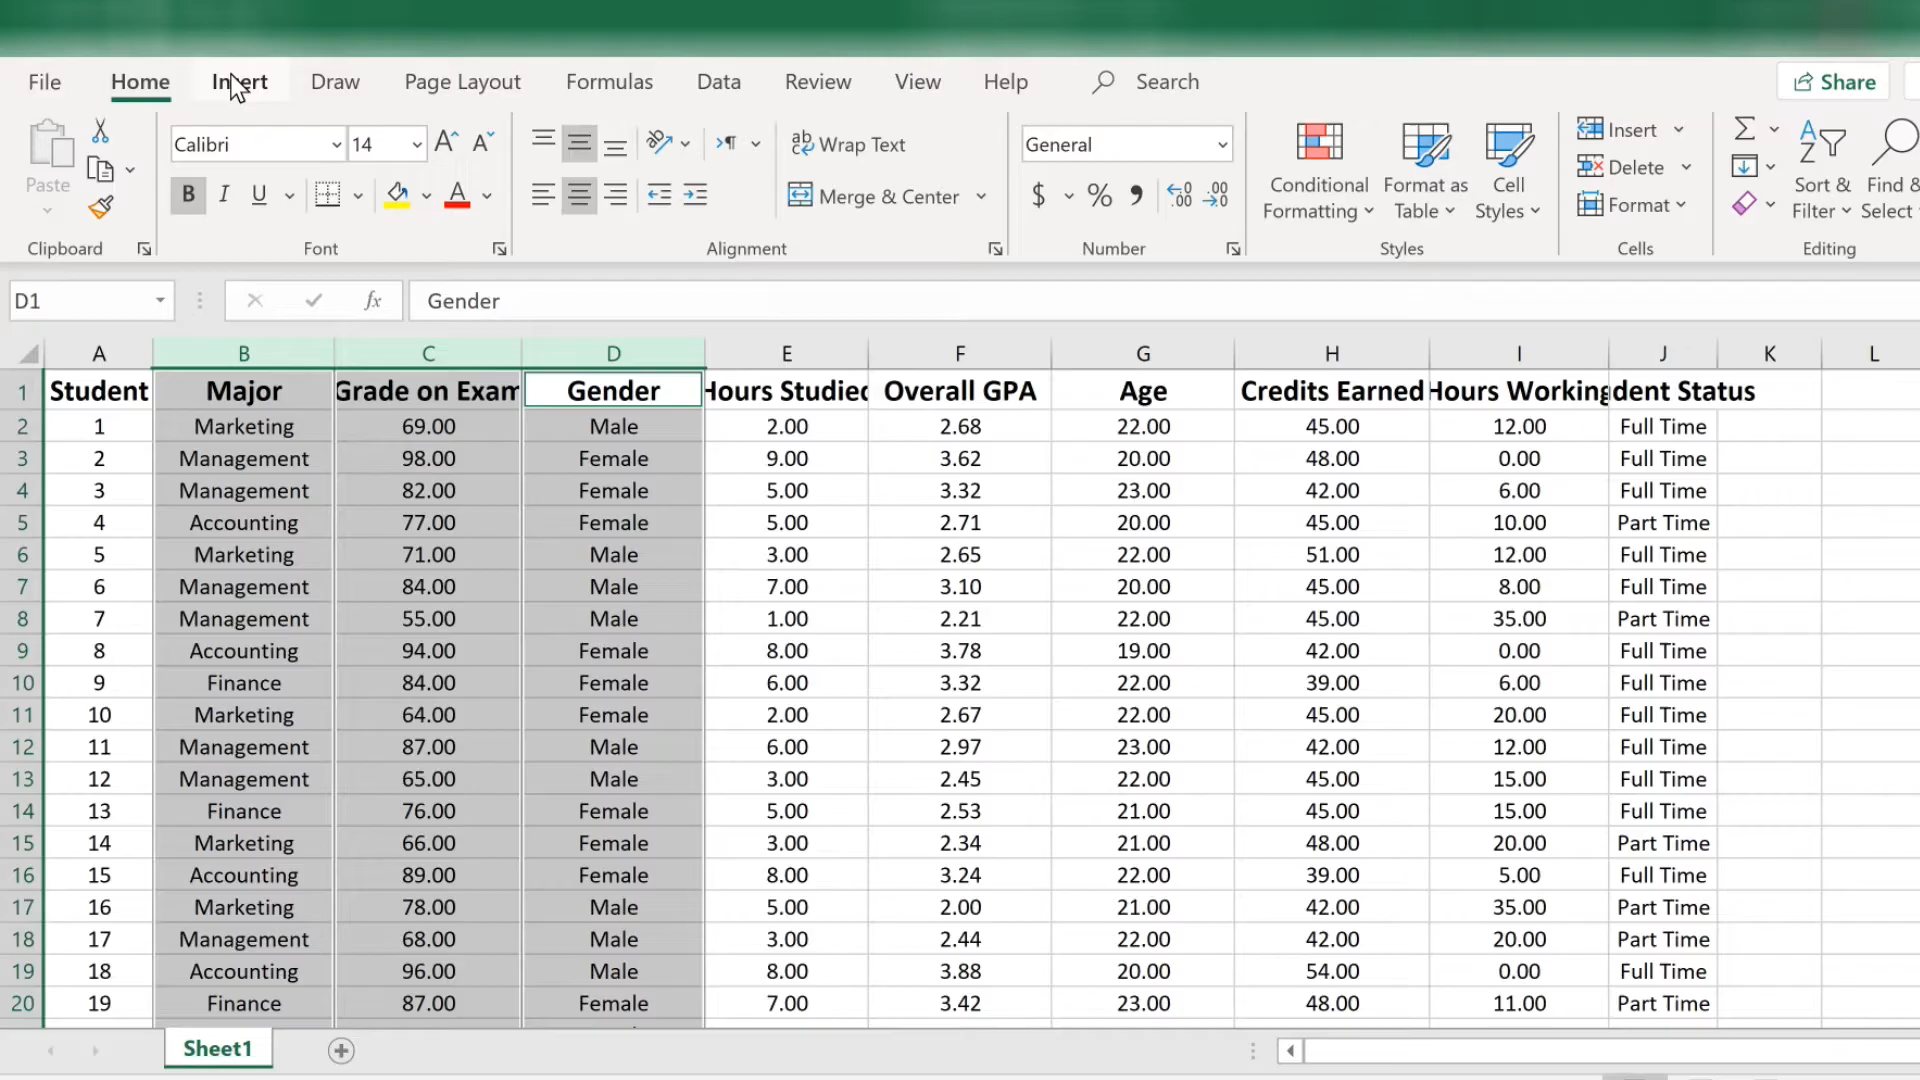 File Home Insert Draw Page Layout Formulas Data Review View Help Search Share
Paste Calibri 14 Wrap Text General Insert
B I U A Merge & Center $ % Conditional Formatting Format as Table Cell Styles Delete Format Sort & Filter Find & Select
Clipboard Font Alignment Number Styles Cells Editing
D1 fx Gender
A B C D E F G H I J K L
1 Student Major Grade on Exam Gender Hours Studied Overall GPA Age Credits Earned Hours Working dent Status
2 1 Marketing 69.00 Male 2.00 2.68 22.00 45.00 12.00 Full Time
3 2 Management 98.00 Female 9.00 3.62 20.00 48.00 0.00 Full Time
4 3 Management 82.00 Female 5.00 3.32 23.00 42.00 6.00 Full Time
5 4 Accounting 77.00 Female 5.00 2.71 20.00 45.00 10.00 Part Time
6 5 Marketing 71.00 Male 3.00 2.65 22.00 51.00 12.00 Full Time
7 6 Management 84.00 Male 7.00 3.10 20.00 45.00 8.00 Full Time
8 7 Management 55.00 Male 1.00 2.21 22.00 45.00 35.00 Part Time
9 8 Accounting 94.00 Female 8.00 3.78 19.00 42.00 0.00 Full Time
10 9 Finance 84.00 Female 6.00 3.32 22.00 39.00 6.00 Full Time
11 10 Marketing 64.00 Female 2.00 2.67 22.00 45.00 20.00 Full Time
12 11 Management 87.00 Male 6.00 2.97 23.00 42.00 12.00 Full Time
13 12 Management 65.00 Male 3.00 2.45 22.00 45.00 15.00 Full Time
14 13 Finance 76.00 Female 5.00 2.53 21.00 45.00 15.00 Full Time
15 14 Marketing 66.00 Female 3.00 2.34 21.00 48.00 20.00 Part Time
16 15 Accounting 89.00 Female 8.00 3.24 22.00 39.00 5.00 Full Time
17 16 Marketing 78.00 Male 5.00 2.00 21.00 42.00 35.00 Part Time
18 17 Management 68.00 Male 3.00 2.44 22.00 42.00 20.00 Part Time
19 18 Accounting 96.00 Male 8.00 3.88 20.00 54.00 0.00 Full Time
20 19 Finance 87.00 Female 7.00 3.42 23.00 48.00 11.00 Part Time
Sheet1